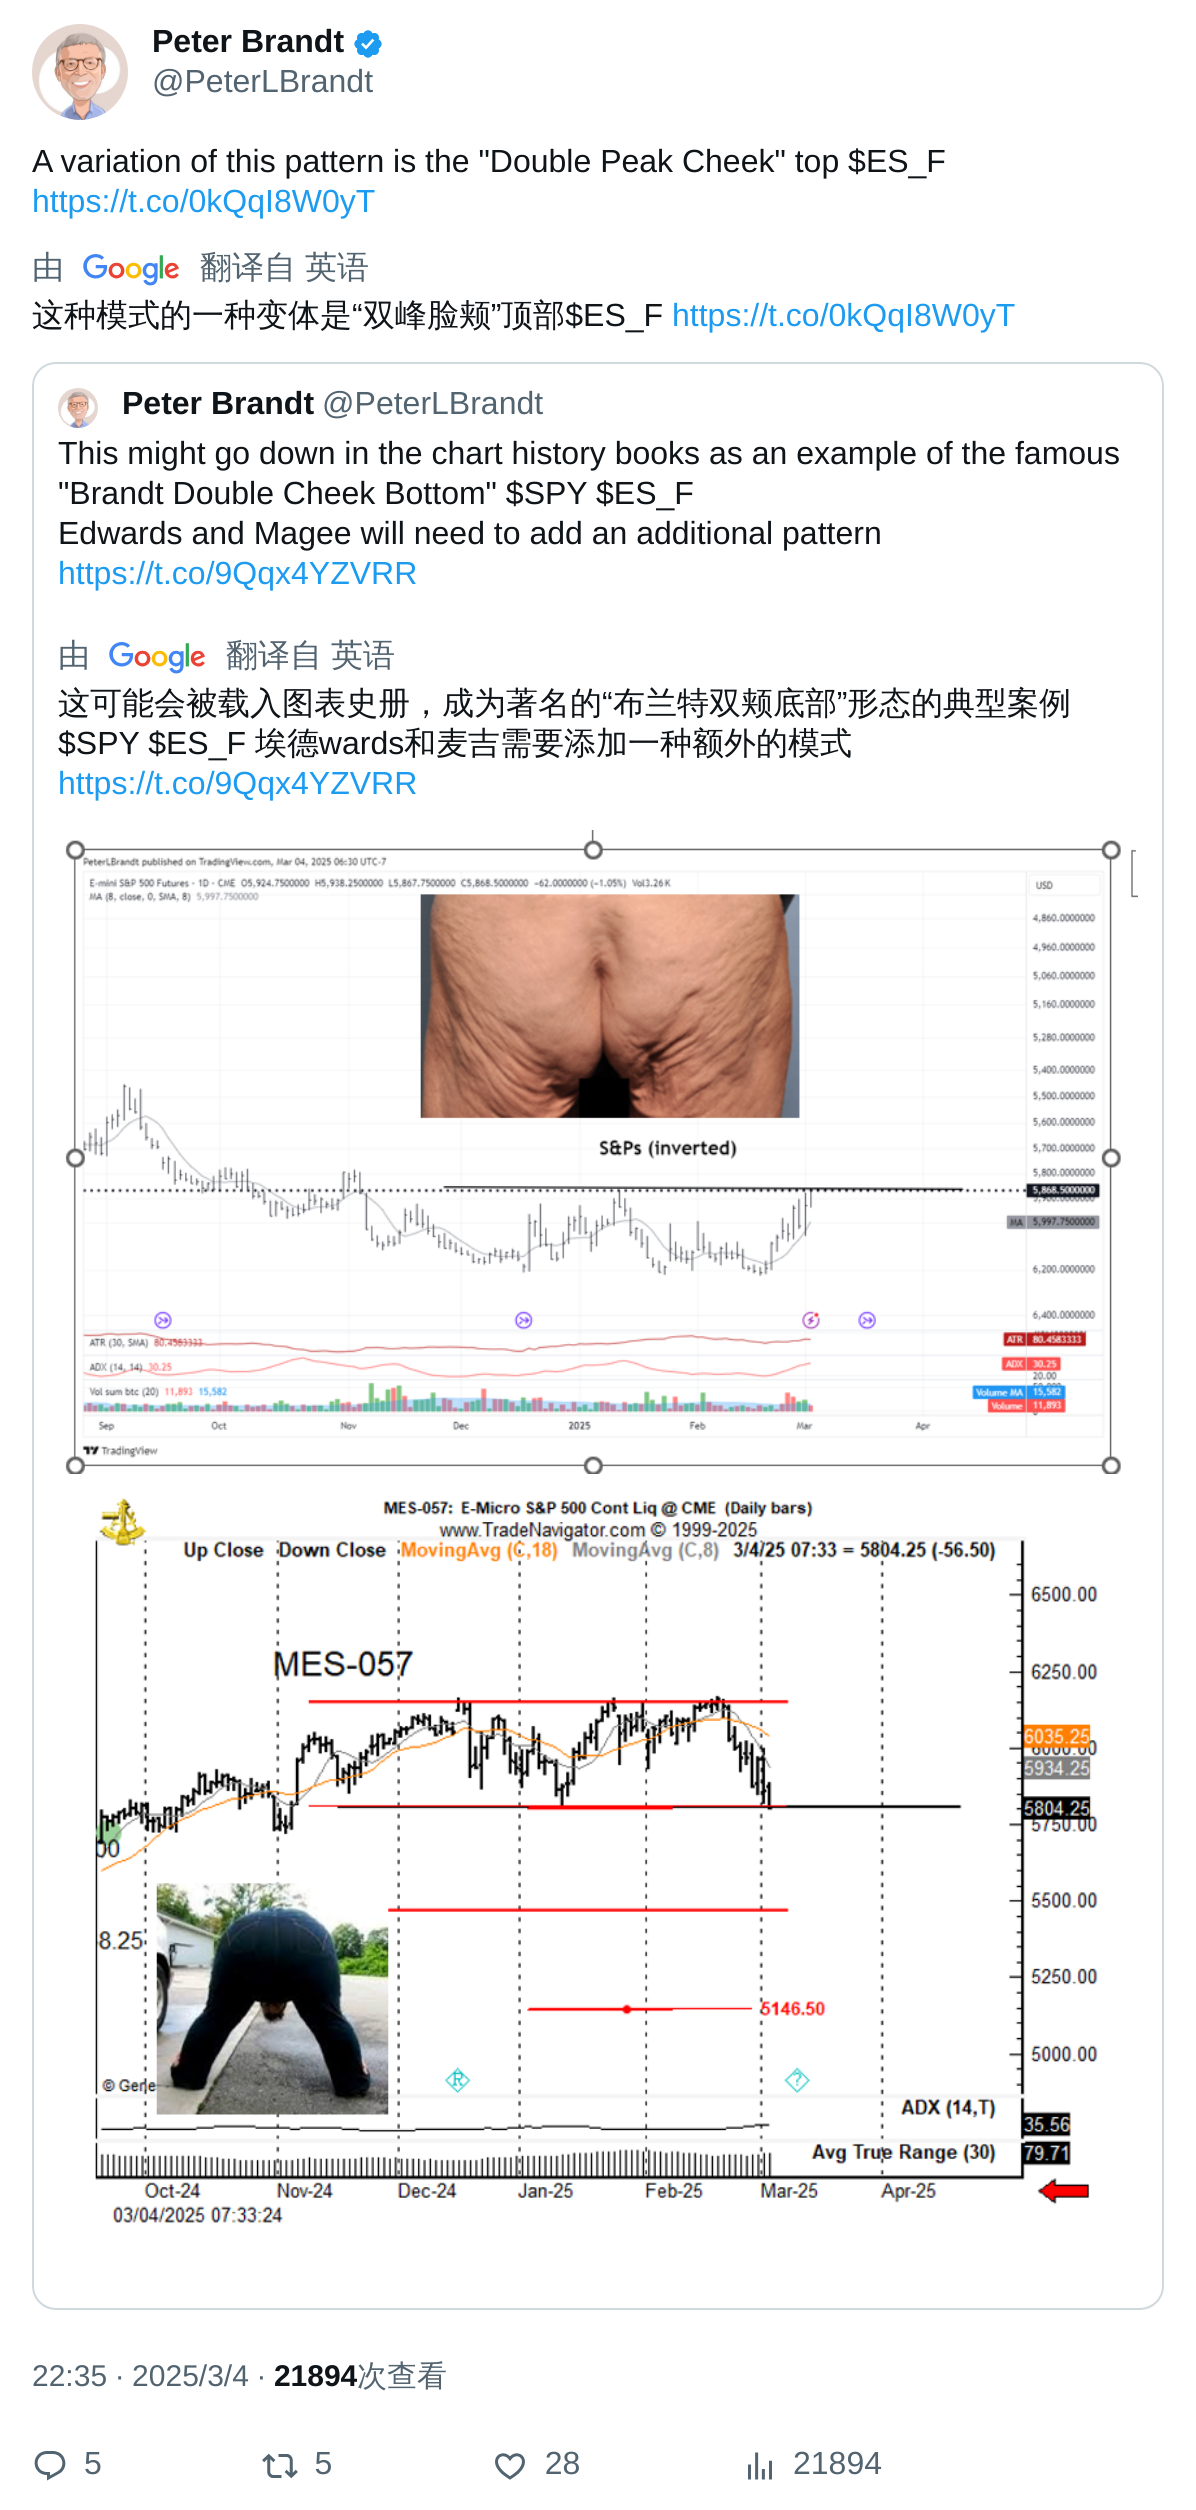 Peter Brandt
@PeterLBrandt
A variation of this pattern is the "Double Peak Cheek" top $ES_F
https://t.co/0kQqI8W0yT
由 Google 翻译自 英语
这种模式的一种变体是“双峰脸颊”顶部$ES_F https://t.co/0kQqI8W0yT
Peter Brandt @PeterLBrandt
This might go down in the chart history books as an example of the famous
"Brandt Double Cheek Bottom" $SPY $ES_F
Edwards and Magee will need to add an additional pattern
https://t.co/9Qqx4YZVRR
由 Google 翻译自 英语
这可能会被载入图表史册，成为著名的“布兰特双颊底部”形态的典型案例
$SPY $ES_F 埃德wards和麦吉需要添加一种额外的模式
https://t.co/9Qqx4YZVRR
PeterLBrandt published on TradingView.com, Mar 04, 2025 06:30 UTC-7
E-mini S&P 500 Futures · 1D · CME O5,924.7500000 H5,938.2500000 L5,867.7500000 C5,868.5000000 -62.0000000 (-1.05%) Vol3.26K
MA (8, close, 0, SMA, 8) 5,997.7500000
USD
4,860.0000000
4,960.0000000
5,060.0000000
5,160.0000000
5,280.0000000
5,400.0000000
5,500.0000000
5,600.0000000
5,700.0000000
5,800.0000000
5,868.5000000
MA 5,997.7500000
6,200.0000000
6,400.0000000
S&Ps (inverted)
ATR (30, SMA) 80.4583333
ATR 80.4583333
ADX (14, 14) 30.25
ADX 30.25
20.00
Vol sum btc (20) 11,893 15,582
Volume MA 15,582
Volume 11,893
Sep Oct Nov Dec 2025 Feb Mar Apr
TradingView
MES-057: E-Micro S&P 500 Cont Liq @ CME (Daily bars)
www.TradeNavigator.com © 1999-2025
Up Close Down Close MovingAvg (C,18) MovingAvg (C,8) 3/4/25 07:33 = 5804.25 (-56.50)
MES-057
6500.00
6250.00
6035.25
6000.00
5934.25
5804.25
5750.00
5500.00
5250.00
5000.00
00
8.25
5146.50
R
?
© Gene
ADX (14,T)
35.56
Avg True Range (30)
79.71
Oct-24 Nov-24 Dec-24 Jan-25 Feb-25 Mar-25 Apr-25
03/04/2025 07:33:24
22:35 · 2025/3/4 · 21894次查看
5 5 28 21894